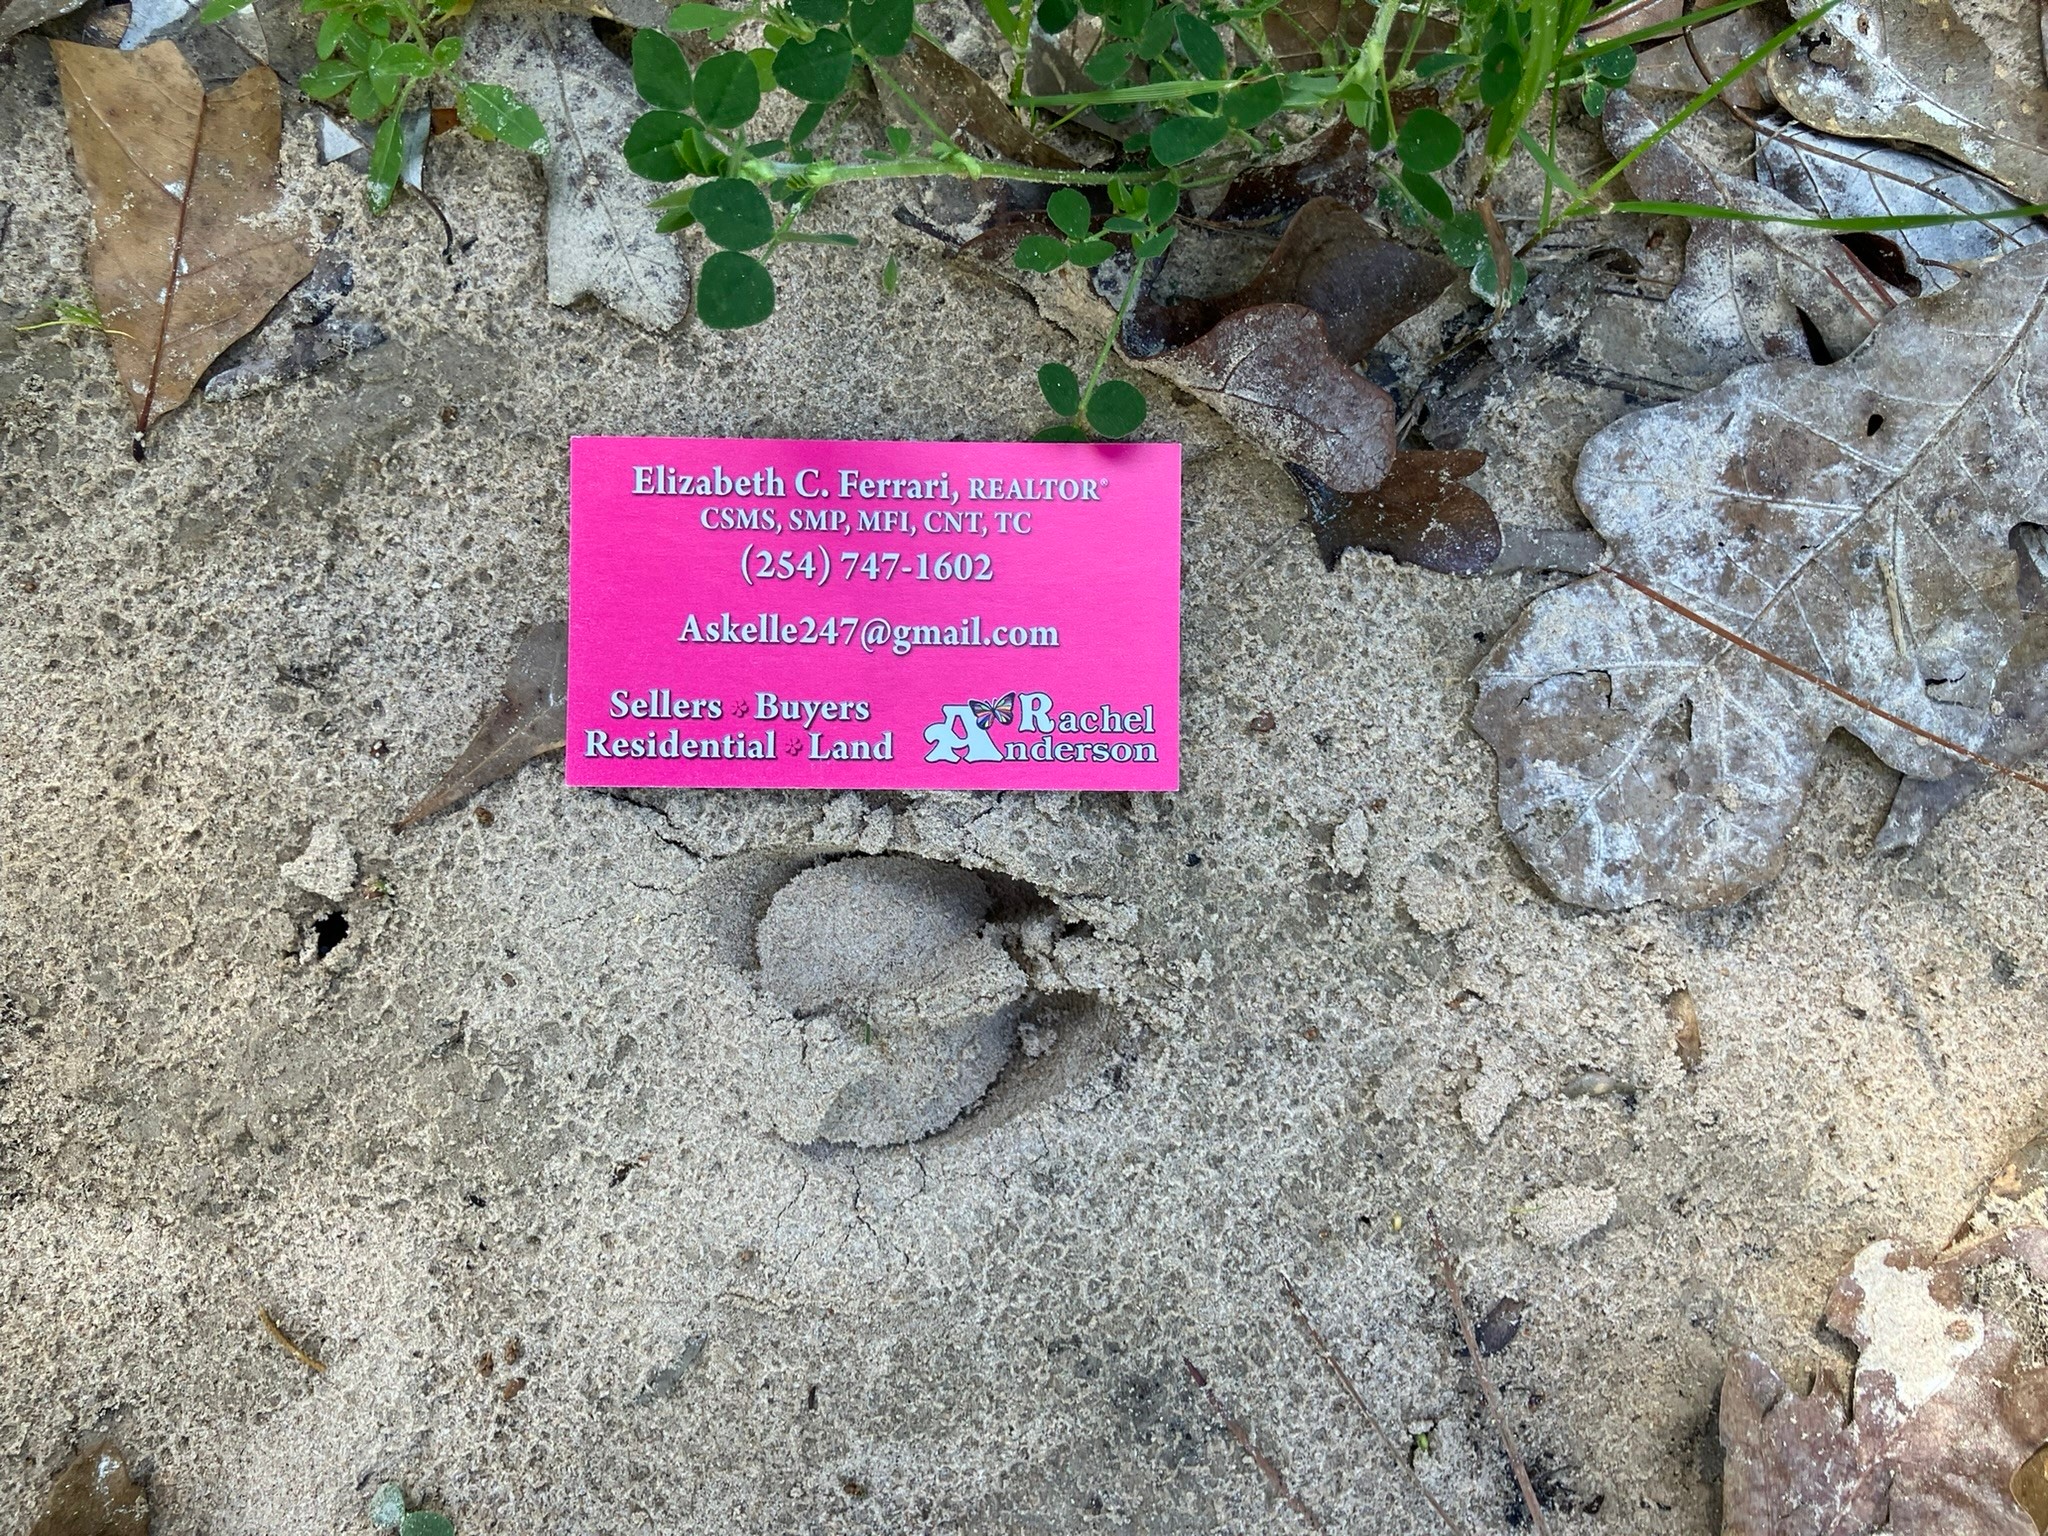 Elizabeth C. Ferrari, REALTOR®
CSMS, SMP, MFI, CNT, TC
(254) 747-1602
Askelle247@gmail.com
Sellers * Buyers
Residential * Land
Rachel
Anderson